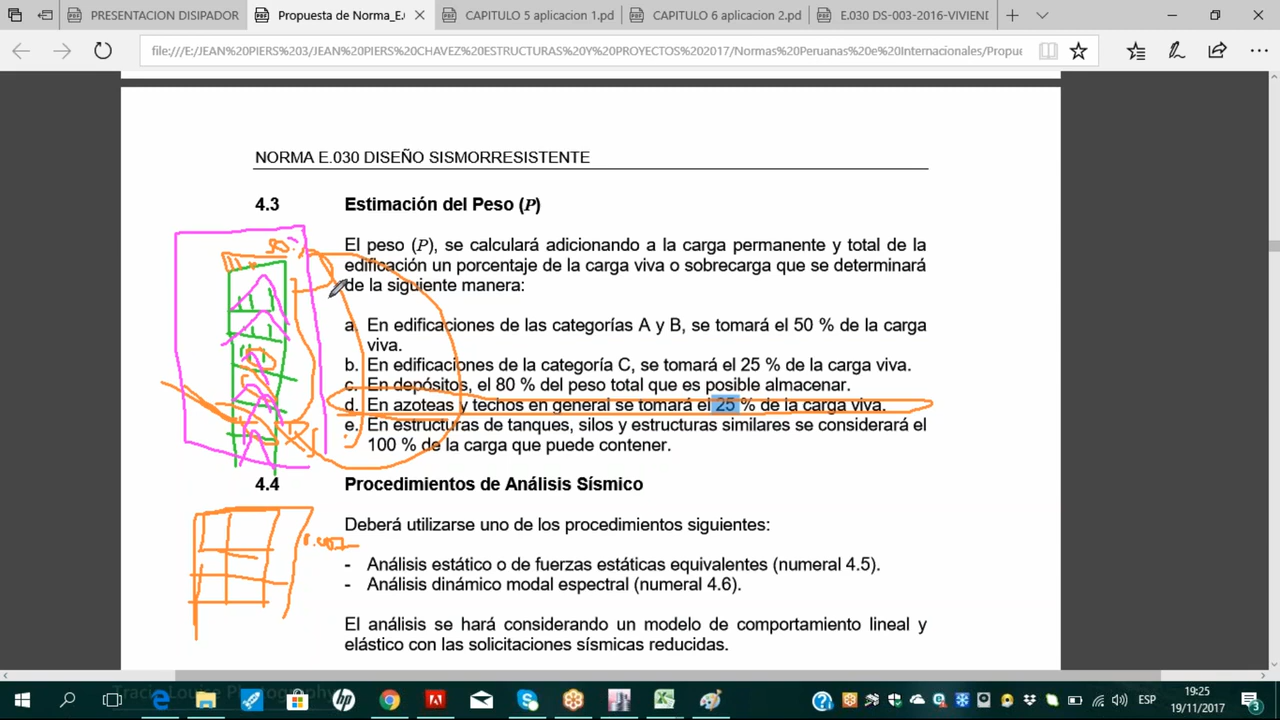 PRESENTACION DISIPADOR
Propuesta de Norma_E.
CAPITULO 5 aplicacion 1.pd
CAPITULO 6 aplicacion 2.pd
E.030 DS-003-2016-VIVIEND
file:///E:/JEAN%20PIERS%203/JEAN%20PIERS%20CHAVEZ%20ESTRUCTURAS%20Y%20PROYECTOS%202017/Normas%20Peruanas%20e%20Internacionales/Propue
NORMA E.030 DISEÑO SISMORRESISTENTE
4.3 Estimación del Peso (P)
El peso (P), se calculará adicionando a la carga permanente y total de la
edificación un porcentaje de la carga viva o sobrecarga que se determinará
de la siguiente manera:
a. En edificaciones de las categorías A y B, se tomará el 50 % de la carga
viva.
b. En edificaciones de la categoría C, se tomará el 25 % de la carga viva.
c. En depósitos, el 80 % del peso total que es posible almacenar.
d. En azoteas y techos en general se tomará el 25 % de la carga viva.
e. En estructuras de tanques, silos y estructuras similares se considerará el
100 % de la carga que puede contener.
4.4 Procedimientos de Análisis Sísmico
Deberá utilizarse uno de los procedimientos siguientes:
- Análisis estático o de fuerzas estáticas equivalentes (numeral 4.5).
- Análisis dinámico modal espectral (numeral 4.6).
El análisis se hará considerando un modelo de comportamiento lineal y
elástico con las solicitaciones sísmicas reducidas.
Tracie Louise Photography
ESP
19:25
19/11/2017
3